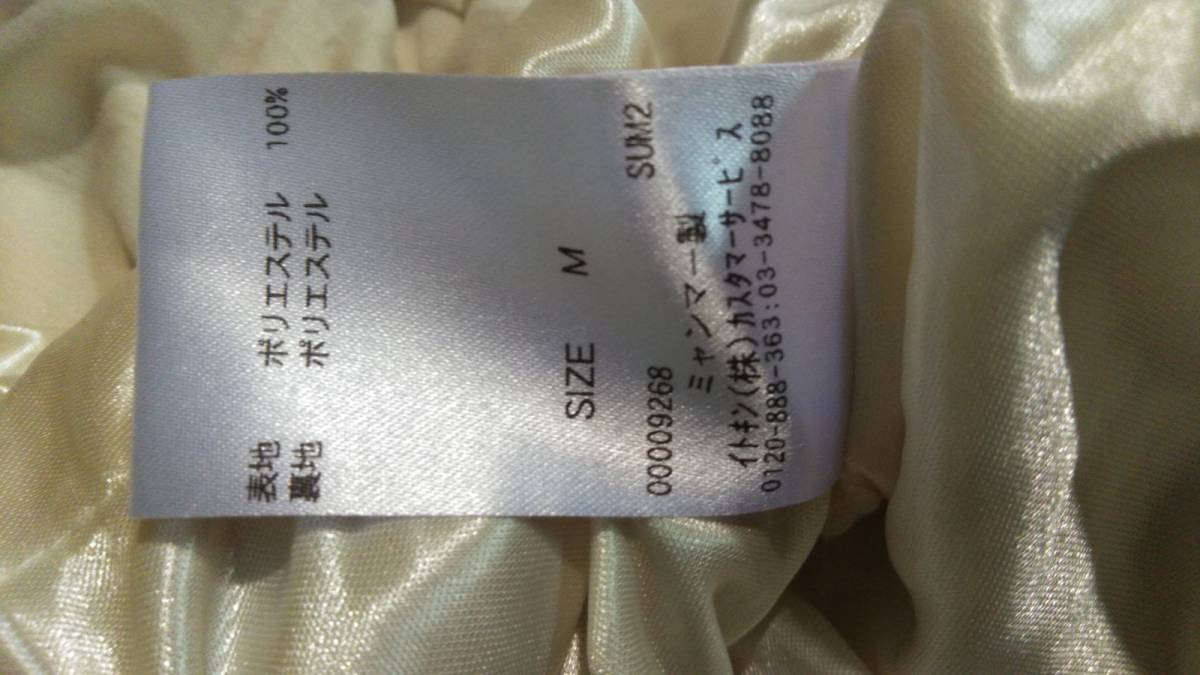 表地 ポリエステル 100%
裏地 ポリエステル
SIZE M
00009268 SUM2
ミャンマー製
イトキン(株)カスタマーサービス
0120-888-363:03-3478-8088